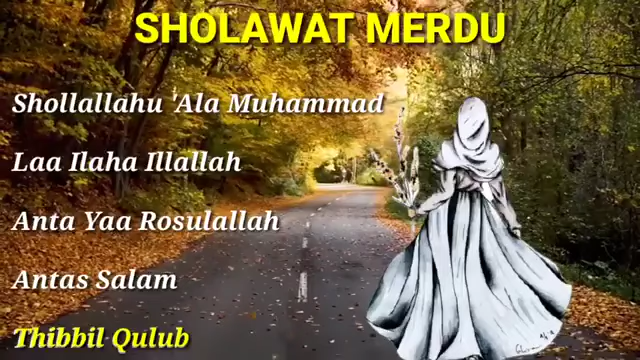 SHOLAWAT MERDU
Shollallahu 'Ala Muhammad
Laa Ilaha Illallah
Anta Yaa Rosulallah
Antas Salam
Thibbil Qulub